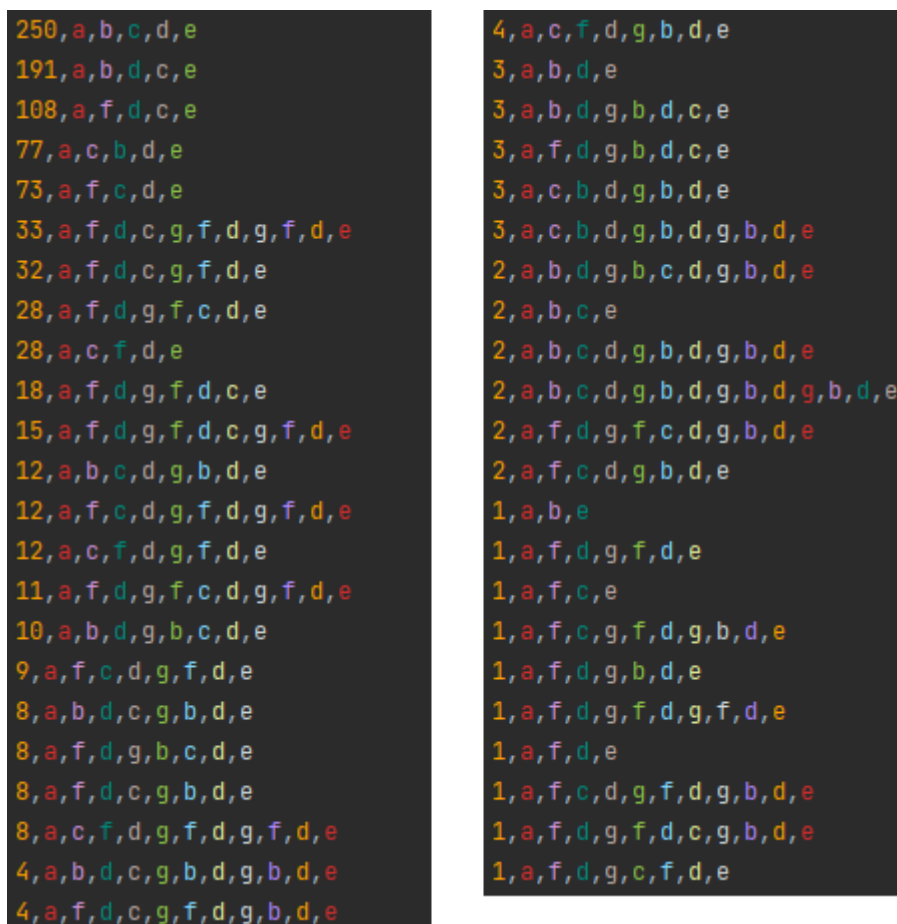 250,a,b,c,d,e
191,a,b,d,c,e
108,a,f,d,c,e
77,a,c,b,d,e
73,a,f,c,d,e
33,a,f,d,c,g,f,d,g,f,d,e
32,a,f,d,c,g,f,d,e
28,a,f,d,g,f,c,d,e
28,a,c,f,d,e
18,a,f,d,g,f,d,c,e
15,a,f,d,g,f,d,c,g,f,d,e
12,a,b,c,d,g,b,d,e
12,a,f,c,d,g,f,d,g,f,d,e
12,a,c,f,d,g,f,d,e
11,a,f,d,g,f,c,d,g,f,d,e
10,a,b,d,g,b,c,d,e
9,a,f,c,d,g,f,d,e
8,a,b,d,c,g,b,d,e
8,a,f,d,g,b,c,d,e
8,a,f,d,c,g,b,d,e
8,a,c,f,d,g,f,d,g,f,d,e
4,a,b,d,c,g,b,d,g,b,d,e
4,a,f,d,c,g,f,d,g,b,d,e
4,a,c,f,d,g,b,d,e
3,a,b,d,e
3,a,b,d,g,b,d,c,e
3,a,f,d,g,b,d,c,e
3,a,c,b,d,g,b,d,e
3,a,c,b,d,g,b,d,g,b,d,e
2,a,b,d,g,b,c,d,g,b,d,e
2,a,b,c,e
2,a,b,c,d,g,b,d,g,b,d,e
2,a,b,c,d,g,b,d,g,b,d,g,b,d,e
2,a,f,d,g,f,c,d,g,b,d,e
2,a,f,c,d,g,b,d,e
1,a,b,e
1,a,f,d,g,f,d,e
1,a,f,c,e
1,a,f,c,g,f,d,g,b,d,e
1,a,f,d,g,b,d,e
1,a,f,d,g,f,d,g,f,d,e
1,a,f,d,e
1,a,f,c,d,g,f,d,g,b,d,e
1,a,f,d,g,f,d,c,g,b,d,e
1,a,f,d,g,c,f,d,e